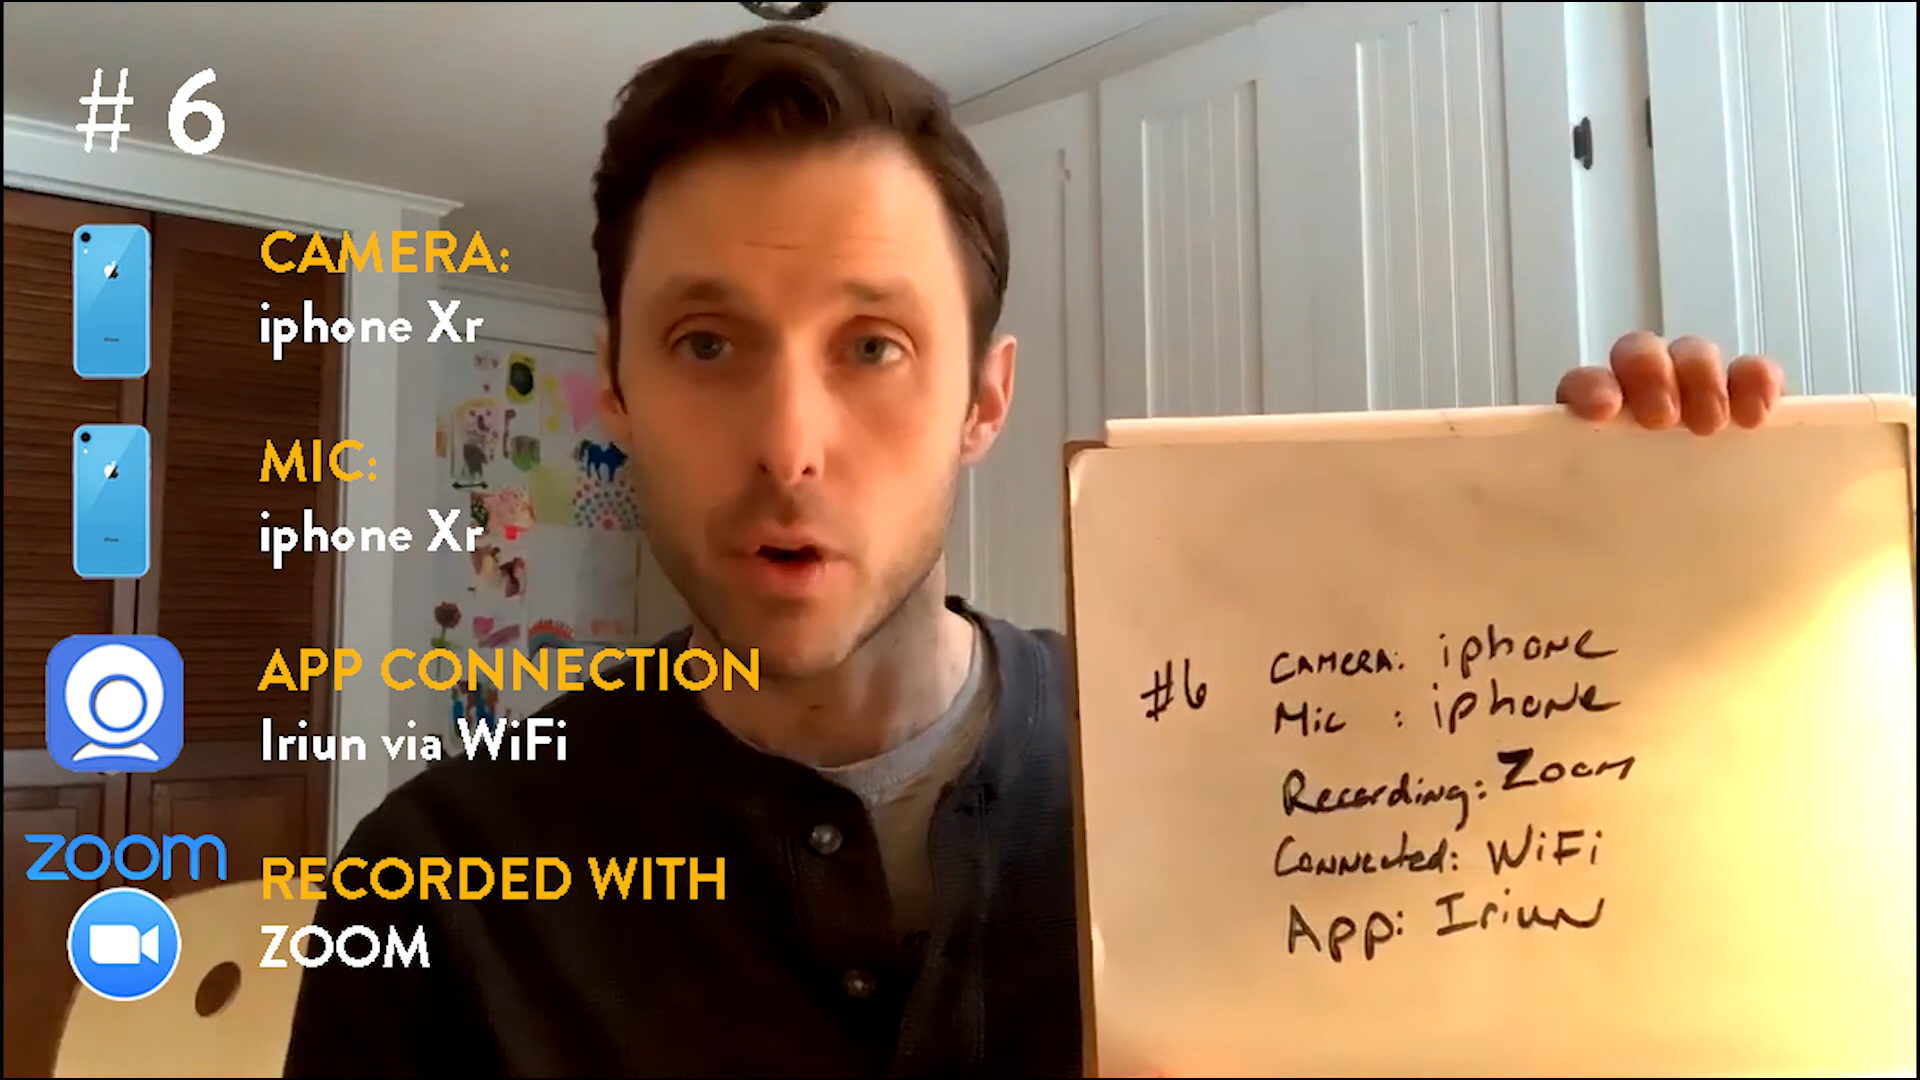 # 6
CAMERA:
iphone Xr
MIC:
iphone Xr
APP CONNECTION
Iriun via WiFi
zoom
RECORDED WITH
ZOOM
#6
CAMERA: iphone
Mic : iphone
Recording: Zoom
Connected: WiFi
App: Iriun